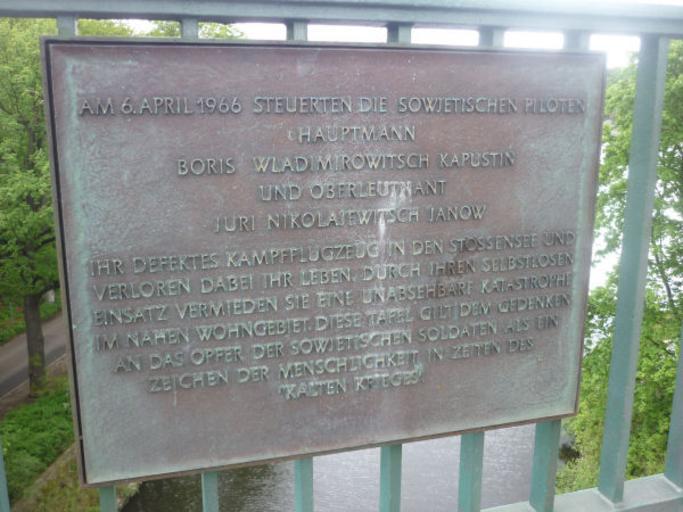 AM 6. APRIL 1966 STEUERTEN DIE SOWJETISCHEN PILOTEN
HAUPTMANN
BORIS WLADIMIROWITSCH KAPUSTIN
UND OBERLEUTNANT
JURI NIKOLAJEWITSCH JANOW
IHR DEFEKTES KAMPFFLUGZEUG IN DEN STÖSSENSEE UND
VERLOREN DABEI IHR LEBEN. DURCH IHREN SELBSTLOSEN
EINSATZ VERMIEDEN SIE EINE UNABSEHBARE KATASTROPHE
IM NAHEN WOHNGEBIET. DIESE TAFEL GILT DEM GEDENKEN
AN DAS OPFER DER SOWJETISCHEN SOLDATEN ALS EIN
ZEICHEN DER MENSCHLICHKEIT IN ZEITEN DES
"KALTEN KRIEGES"